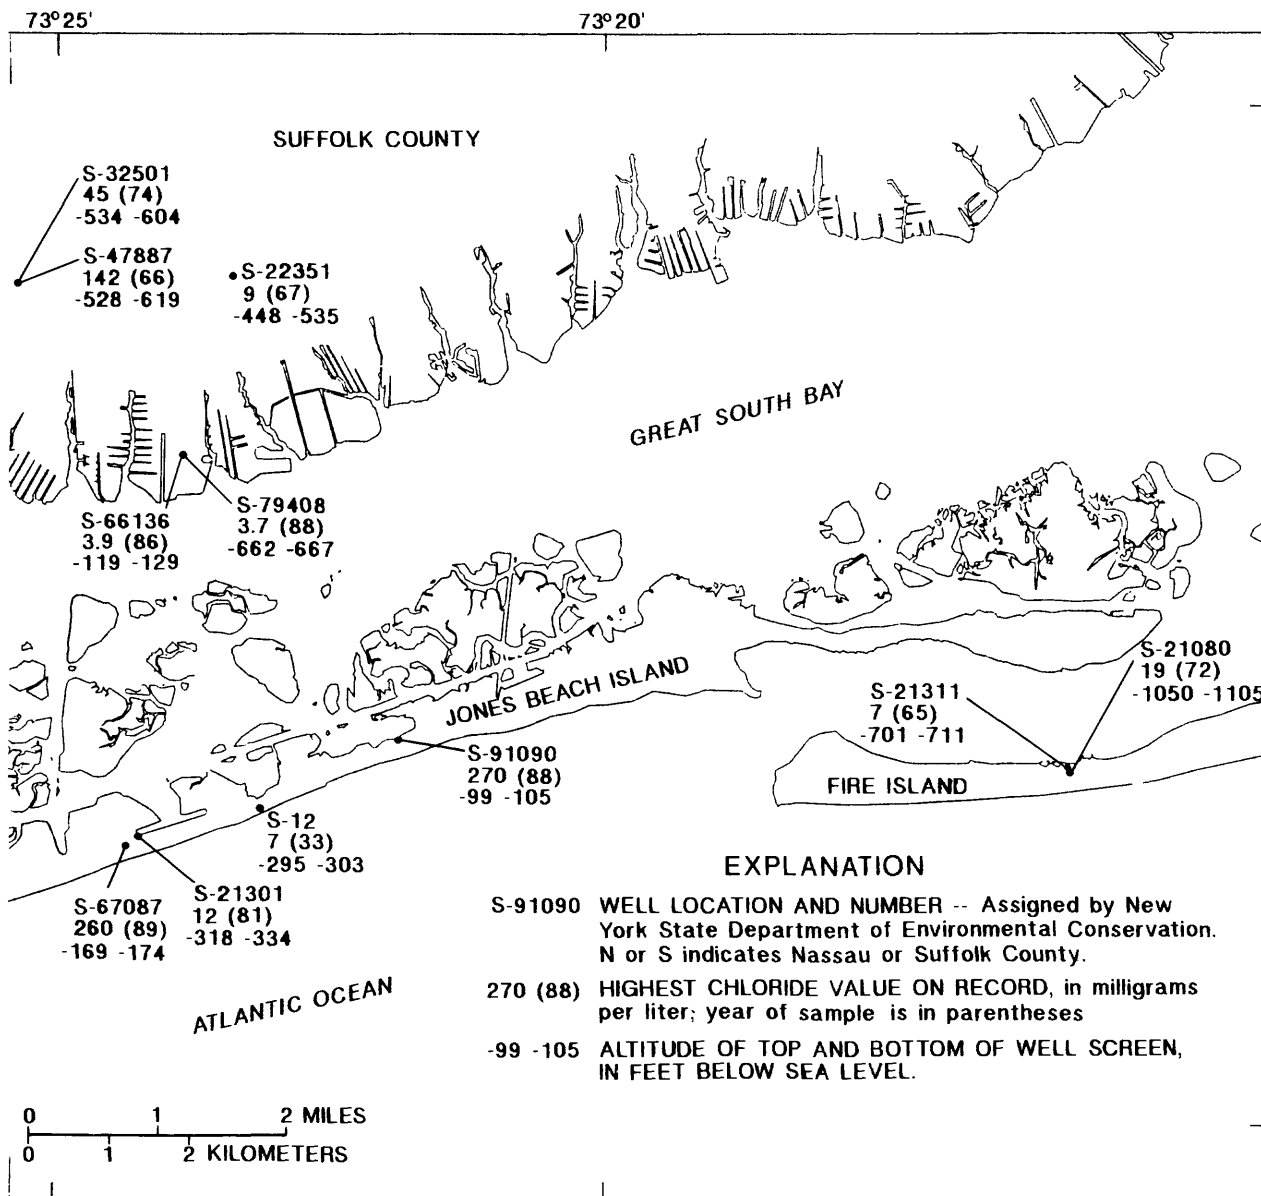 73°25'
73°20'
SUFFOLK COUNTY
S-32501
45 (74)
-534 -604
S-47887
142 (66)
-528 -619
S-22351
9 (67)
-448 -535
GREAT SOUTH BAY
S-66136
3.9 (86)
-119 -129
S-79408
3.7 (88)
-662 -667
S-21080
19 (72)
-1050 -1105
S-21311
7 (65)
-701 -711
JONES BEACH ISLAND
S-91090
270 (88)
-99 -105
FIRE ISLAND
S-12
7 (33)
-295 -303
S-67087
260 (89)
-169 -174
S-21301
12 (81)
-318 -334
ATLANTIC OCEAN
EXPLANATION
S-91090 WELL LOCATION AND NUMBER -- Assigned by New
York State Department of Environmental Conservation.
N or S indicates Nassau or Suffolk County.
270 (88) HIGHEST CHLORIDE VALUE ON RECORD, in milligrams
per liter; year of sample is in parentheses
-99 -105 ALTITUDE OF TOP AND BOTTOM OF WELL SCREEN,
IN FEET BELOW SEA LEVEL.
0 1 2 MILES
0 1 2 KILOMETERS